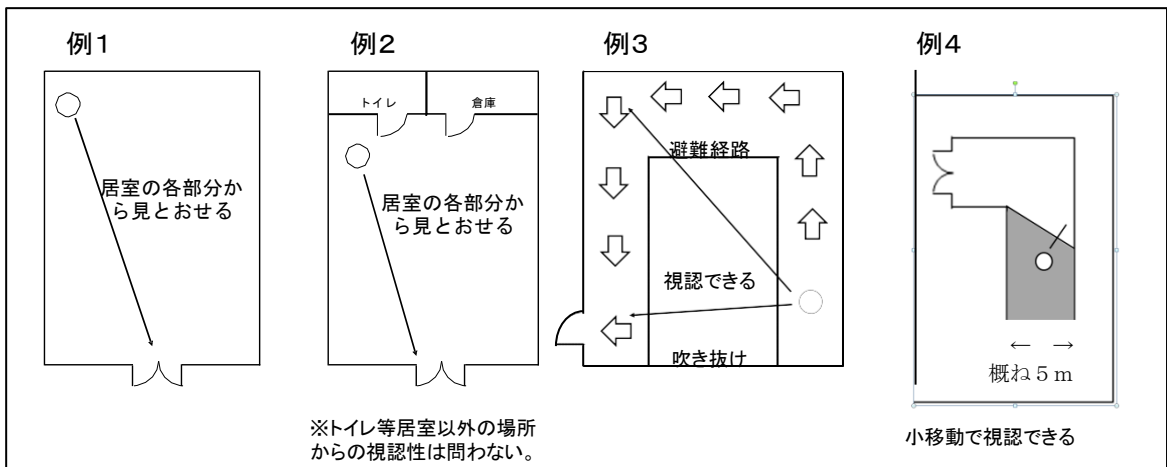 例1
例2
例3
例4
居室の各部分か
ら見とおせる
トイレ
倉庫
居室の各部分か
ら見とおせる
※トイレ等居室以外の場所
からの視認性は問わない。
避難経路
視認できる
吹き抜け
← →
概ね5m
小移動で視認できる